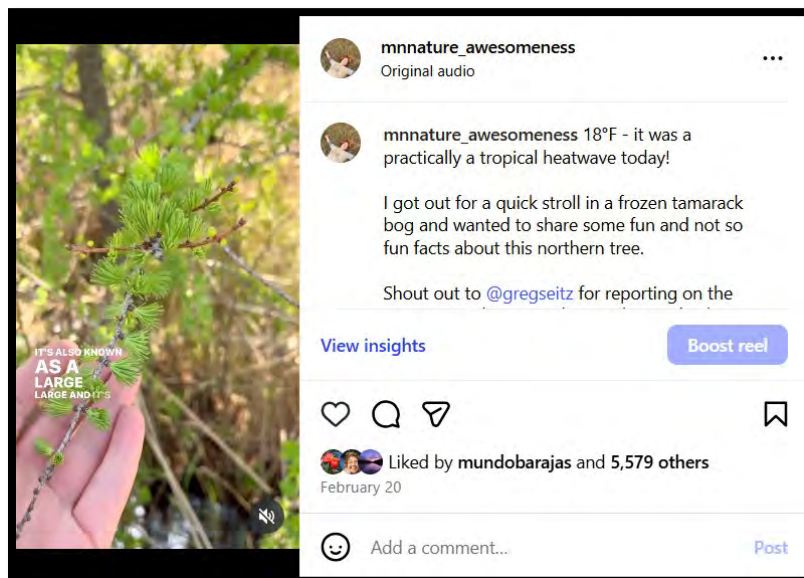 mnnature_awesomeness
Original audio
mnnature_awesomeness 18°F - it was a
practically a tropical heatwave today!
I got out for a quick stroll in a frozen tamarack
bog and wanted to share some fun and not so
fun facts about this northern tree.
Shout out to @gregseitz for reporting on the
IT'S ALSO KNOWN
AS A
LARGE
LARGE AND IT'S
View insights
Boost reel
Liked by mundobarajas and 5,579 others
February 20
Add a comment...
Post